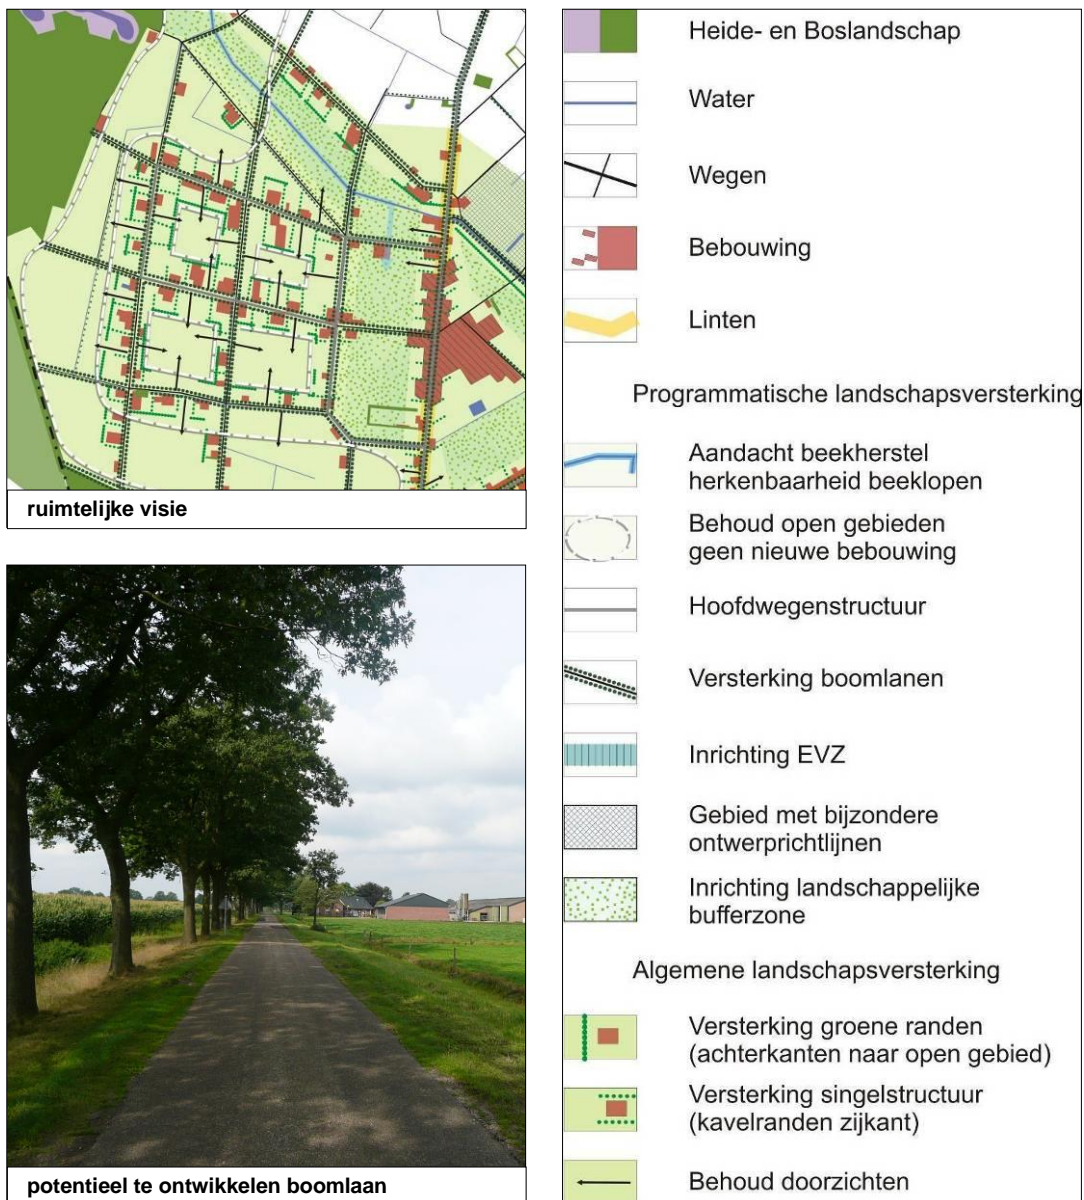 ruimtelijke visie
potentieel te ontwikkelen boomlaan
Heide- en Boslandschap
Water
Wegen
Bebouwing
Linten
Programmatische landschapsversterking
Aandacht beekherstel
herkenbaarheid beeklopen
Behoud open gebieden
geen nieuwe bebouwing
Hoofdwegenstructuur
Versterking boomlanen
Inrichting EVZ
Gebied met bijzondere
ontwerprichtlijnen
Inrichting landschappelijke
bufferzone
Algemene landschapsversterking
Versterking groene randen
(achterkanten naar open gebied)
Versterking singelstructuur
(kavelranden zijkant)
Behoud doorzichten